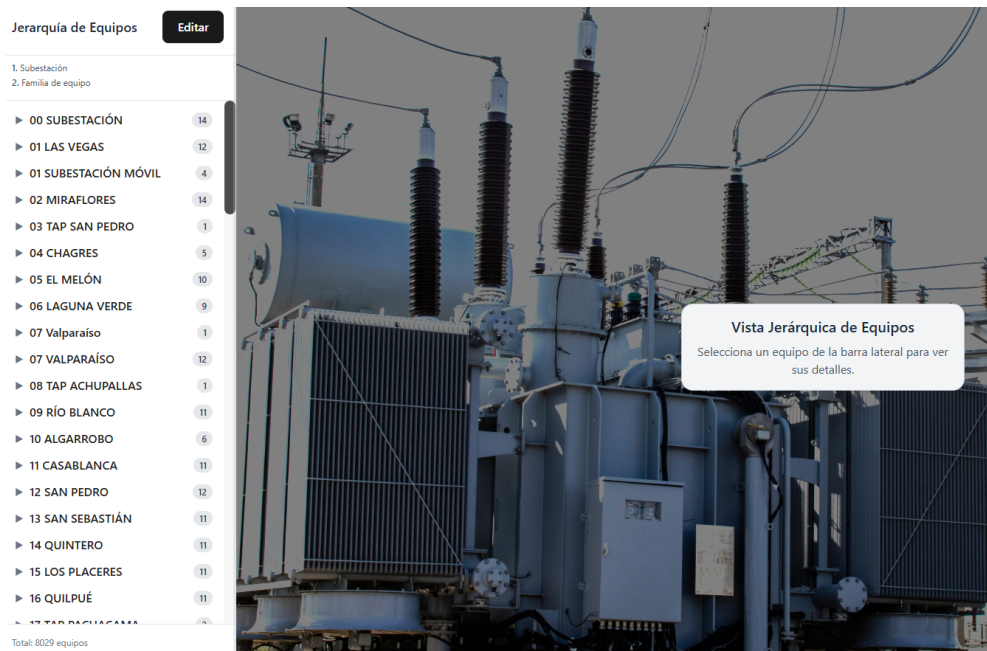 Jerarquía de Equipos
Editar
1. Subestación
2. Familia de equipo
00 SUBESTACIÓN 14
01 LAS VEGAS 12
01 SUBESTACIÓN MÓVIL 4
02 MIRAFLORES 14
03 TAP SAN PEDRO 1
04 CHAGRES 5
05 EL MELÓN 10
06 LAGUNA VERDE 9
07 Valparaíso 1
07 VALPARAÍSO 12
08 TAP ACHUPALLAS 1
09 RÍO BLANCO 11
10 ALGARROBO 6
11 CASABLANCA 11
12 SAN PEDRO 12
13 SAN SEBASTIÁN 11
14 QUINTERO 11
15 LOS PLACERES 11
16 QUILPUÉ 11
17 TAP PACHACAMA
Total: 8029 equipos
Vista Jerárquica de Equipos
Selecciona un equipo de la barra lateral para ver
sus detalles.